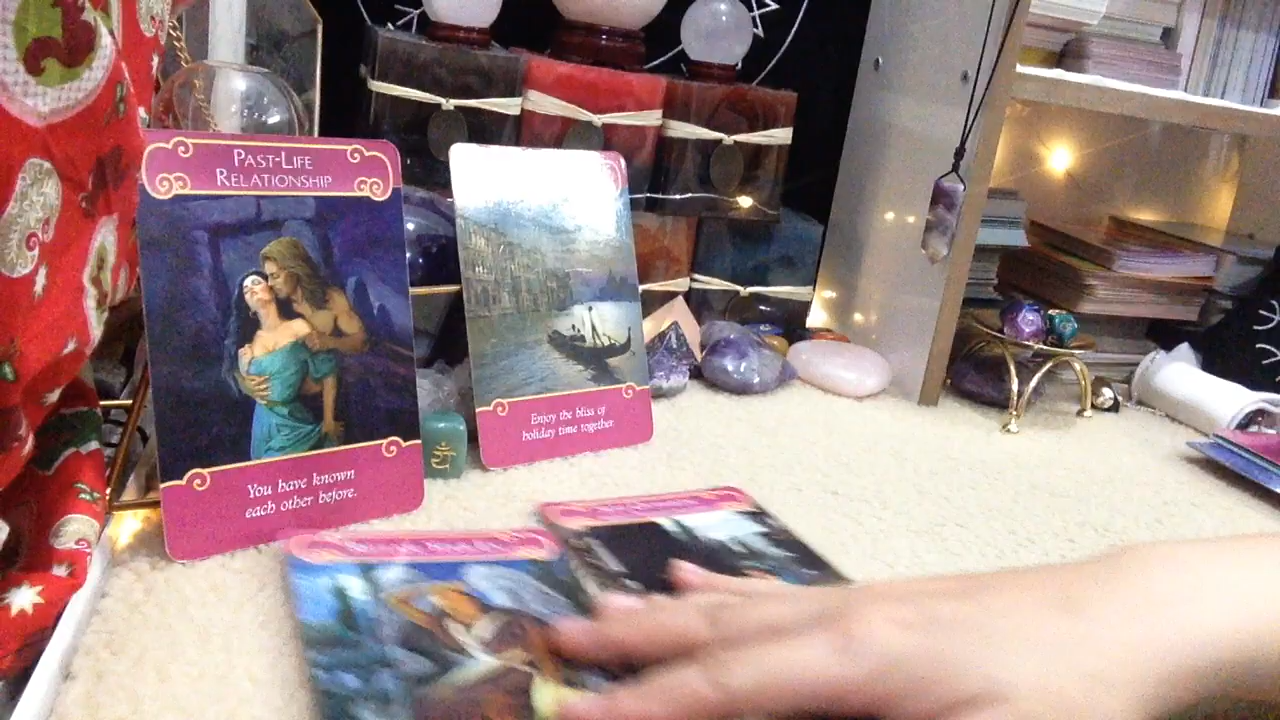 PAST-LIFE
RELATIONSHIP
You have known
each other before.
Enjoy the bliss of
holiday time together.